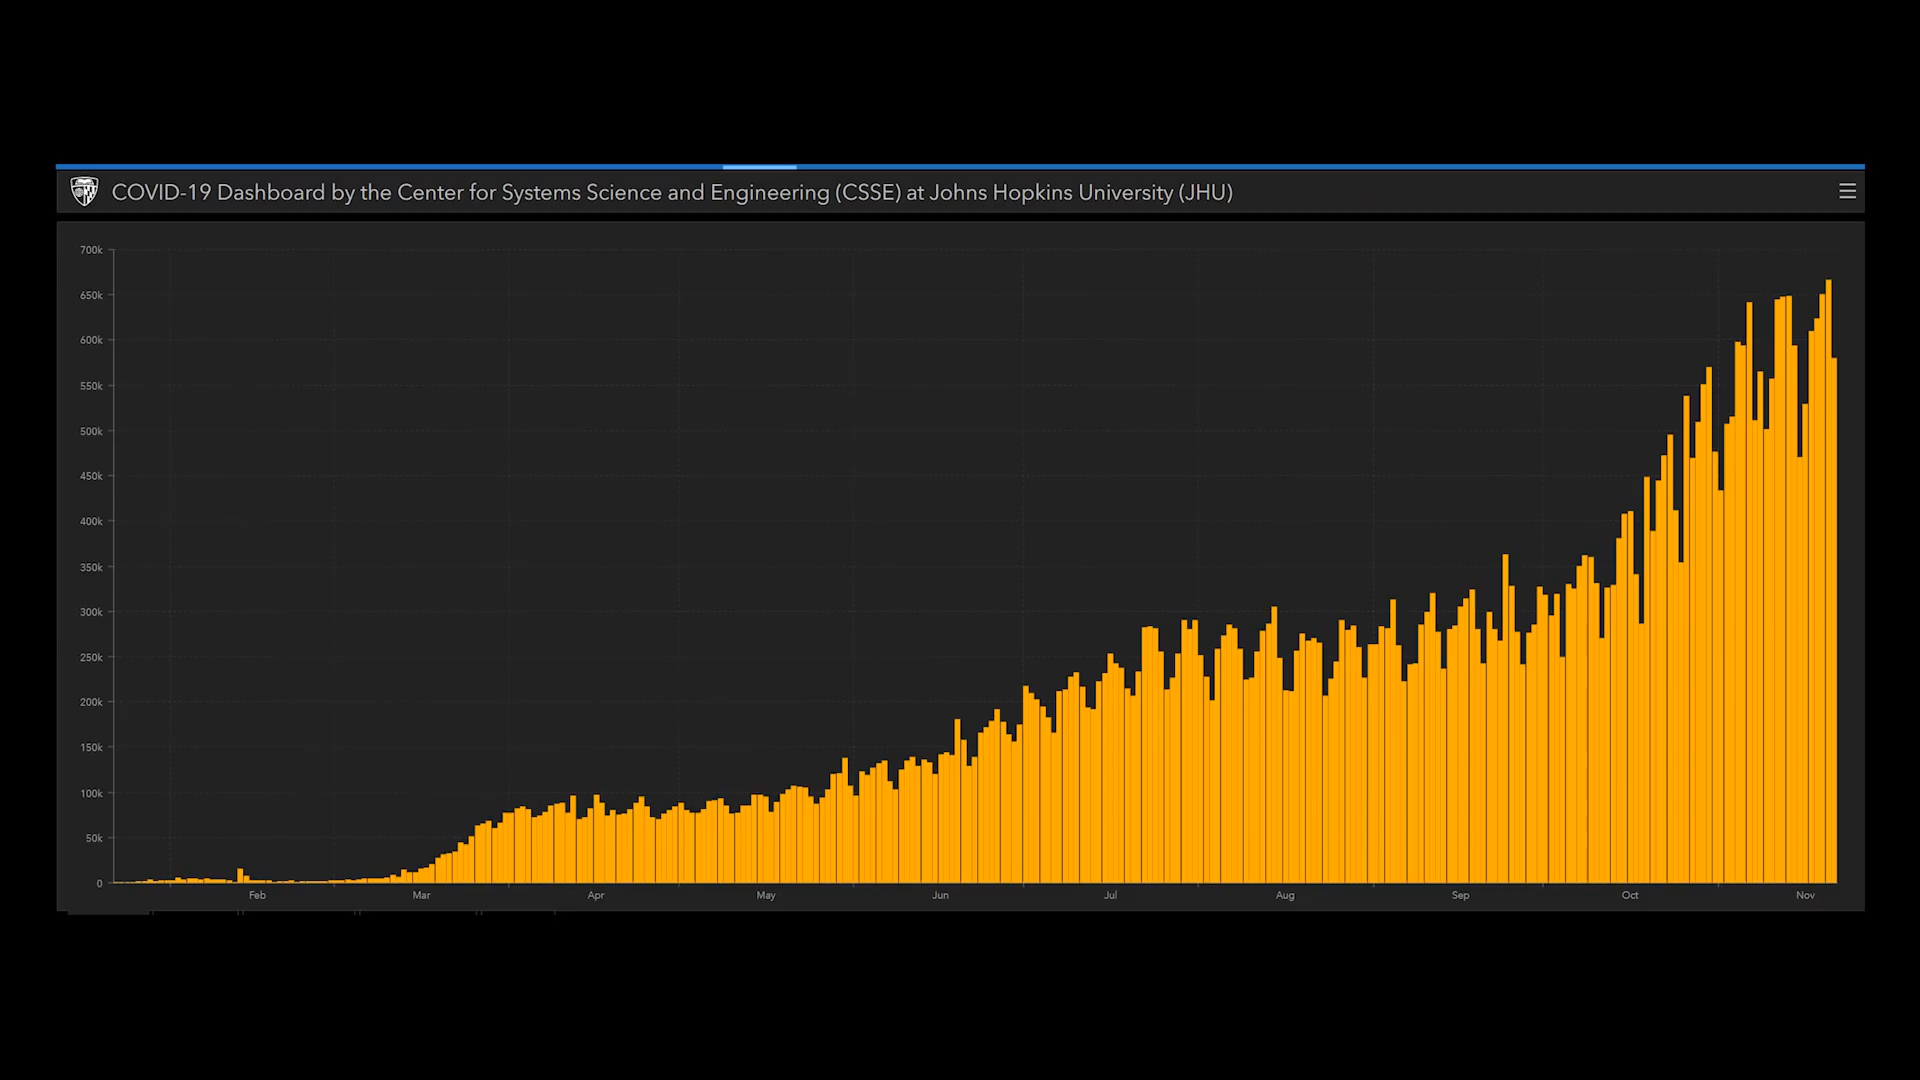 COVID-19 Dashboard by the Center for Systems Science and Engineering (CSSE) at Johns Hopkins University (JHU)
700k
650k
600k
550k
500k
450k
400k
350k
300k
250k
200k
150k
100k
50k
0
Feb Mar Apr May Jun Jul Aug Sep Oct Nov